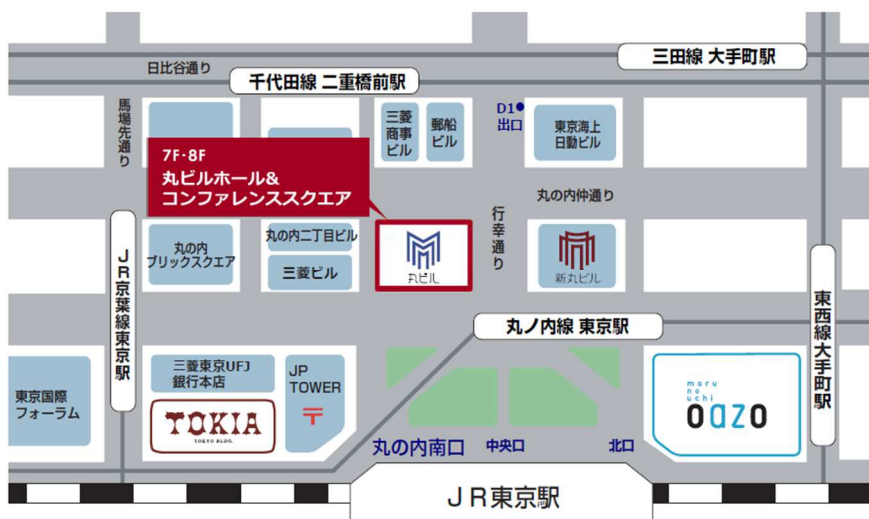 三田線 大手町駅
日比谷通り
千代田線 二重橋前駅
馬場先通り
三菱
商事
ビル
郵船
ビル
D1
出口
東京海上
日動ビル
7F・8F
丸ビルホール&
コンファレンススクエア
丸の内仲通り
行幸通り
丸の内
ブリックスクエア
丸の内二丁目ビル
三菱ビル
丸ビル
新丸ビル
JR京葉線東京駅
丸ノ内線 東京駅
東西線大手町駅
東京国際
フォーラム
三菱東京UFJ
銀行本店
TOKIA
TOKYO BLDG.
JP
TOWER
〒
maru
no
uchi
oazo
丸の内南口
中央口
北口
JR東京駅